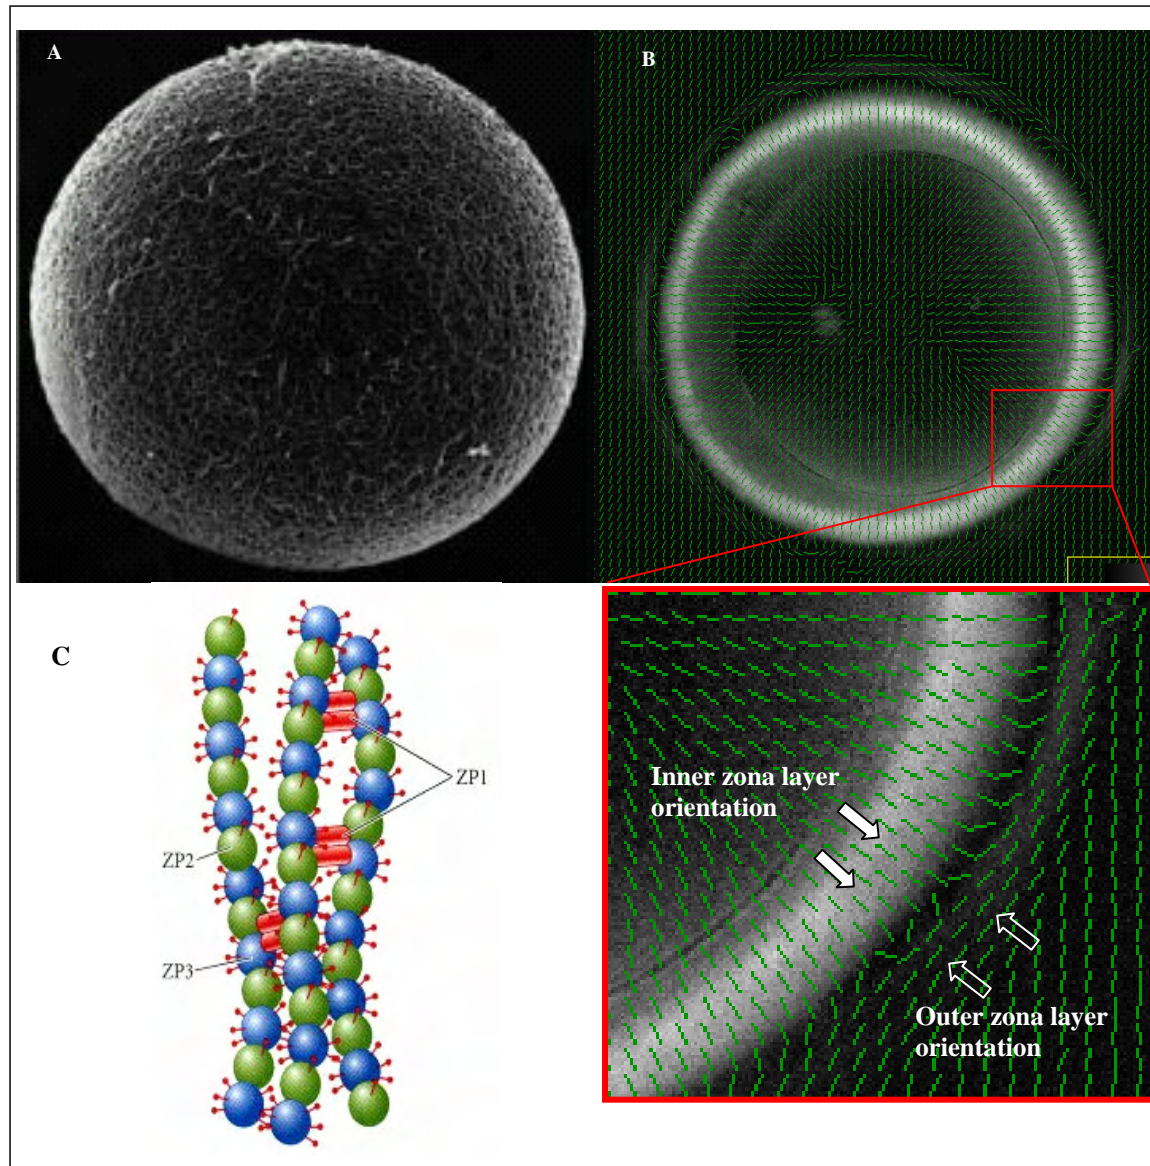 A
B
C
ZP1
ZP2
ZP3
Inner zona layer
orientation
Outer zona layer
orientation